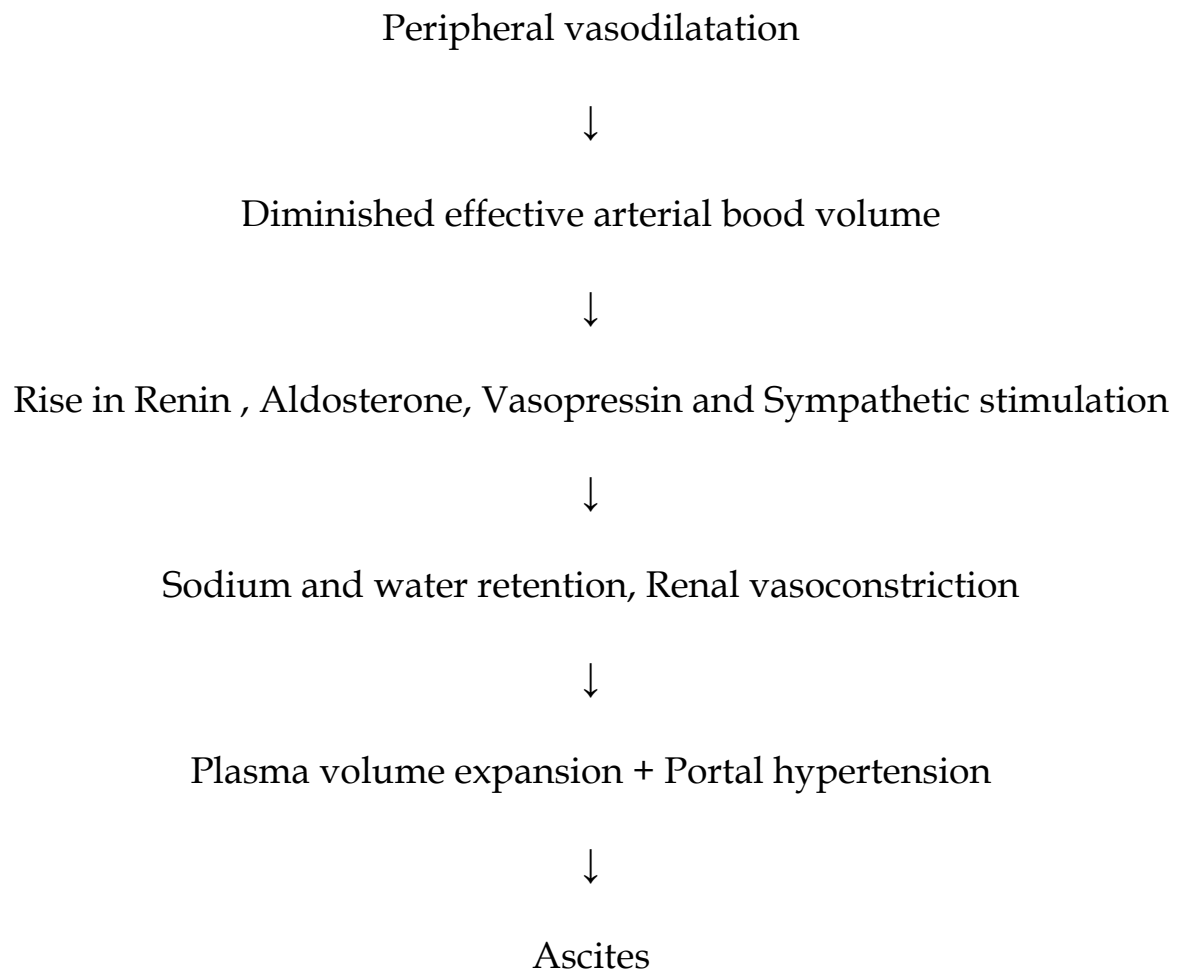 Peripheral vasodilatation
↓
Diminished effective arterial bood volume
↓
Rise in Renin , Aldosterone, Vasopressin and Sympathetic stimulation
↓
Sodium and water retention, Renal vasoconstriction
↓
Plasma volume expansion + Portal hypertension
↓
Ascites